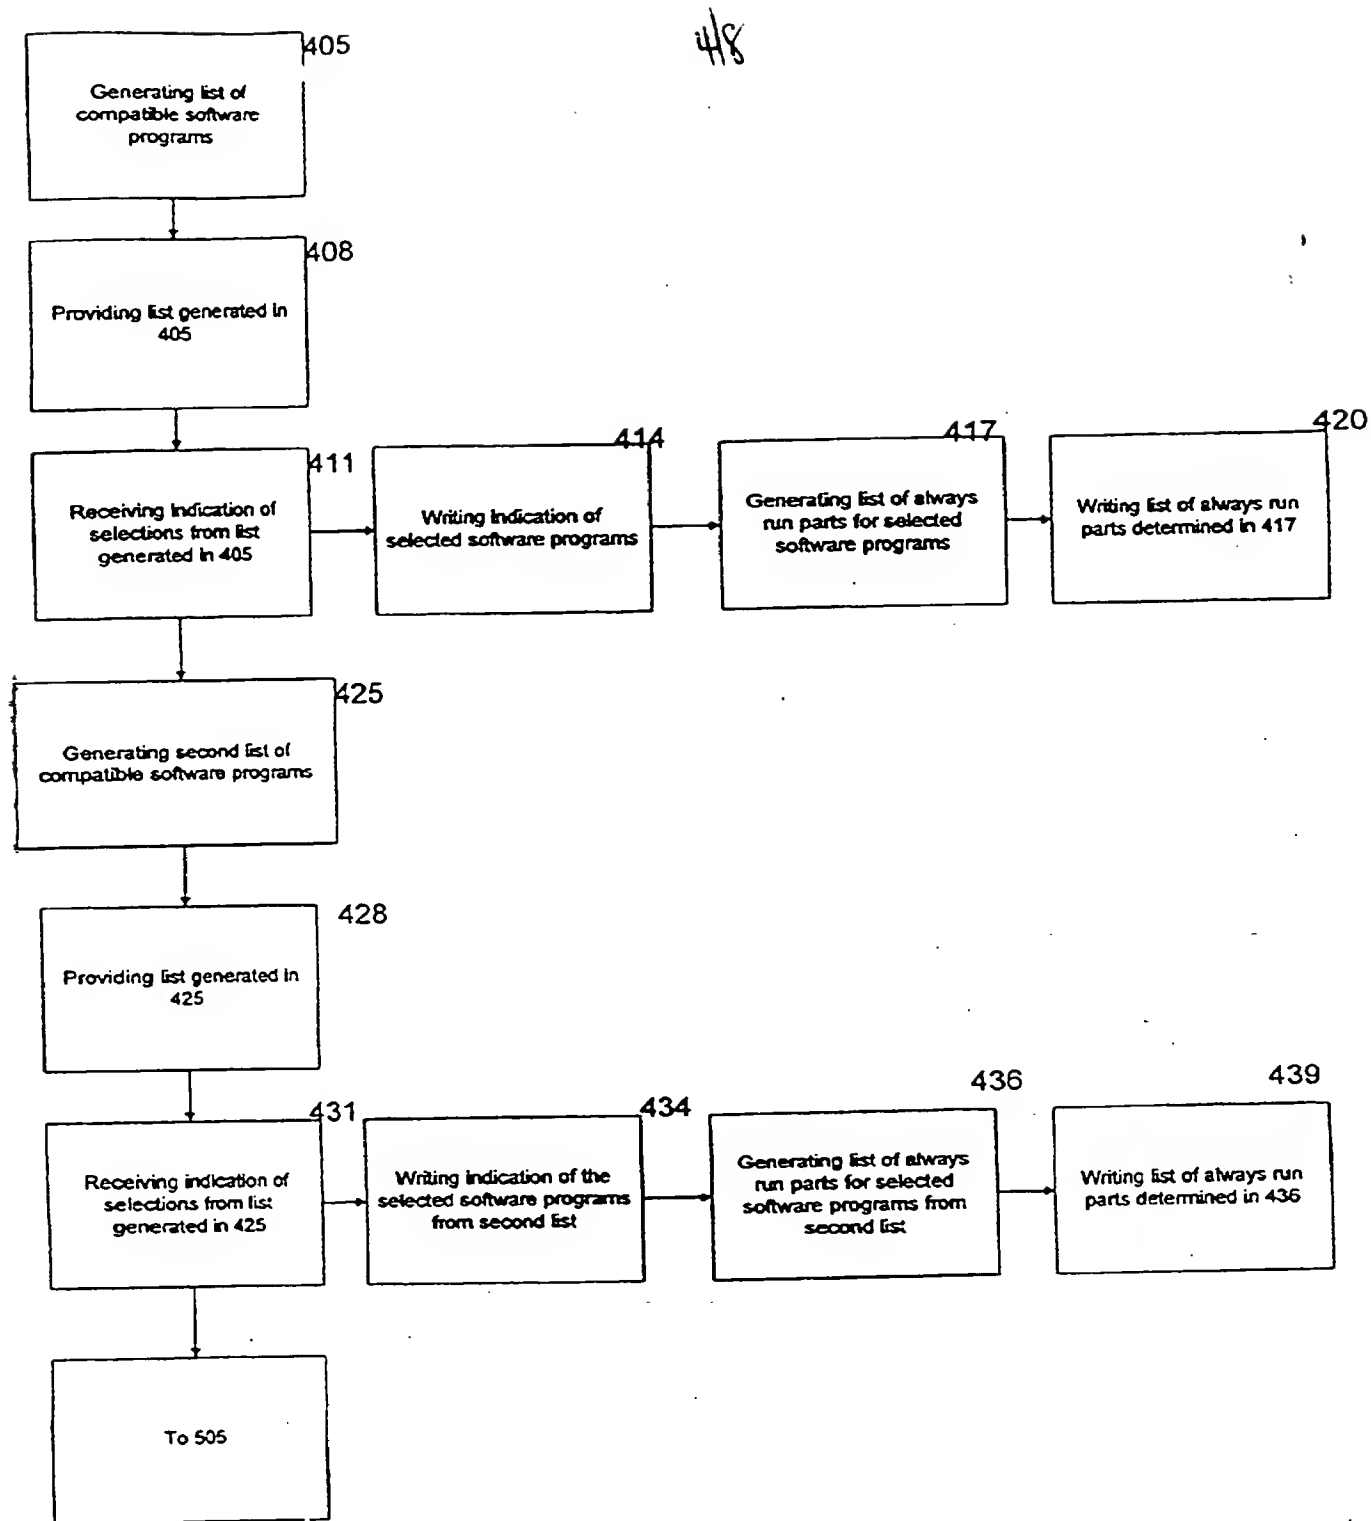 4/8
405
Generating list of
compatible software
programs
408
Providing list generated in
405
411
Receiving indication of
selections from list
generated in 405
414
Writing indication of
selected software programs
417
Generating list of always
run parts for selected
software programs
420
Writing list of always run
parts determined in 417
425
Generating second list of
compatible software programs
428
Providing list generated in
425
431
Receiving indication of
selections from list
generated in 425
434
Writing indication of the
selected software programs
from second list
436
Generating list of always
run parts for selected
software programs from
second list
439
Writing list of always run
parts determined in 436
To 505